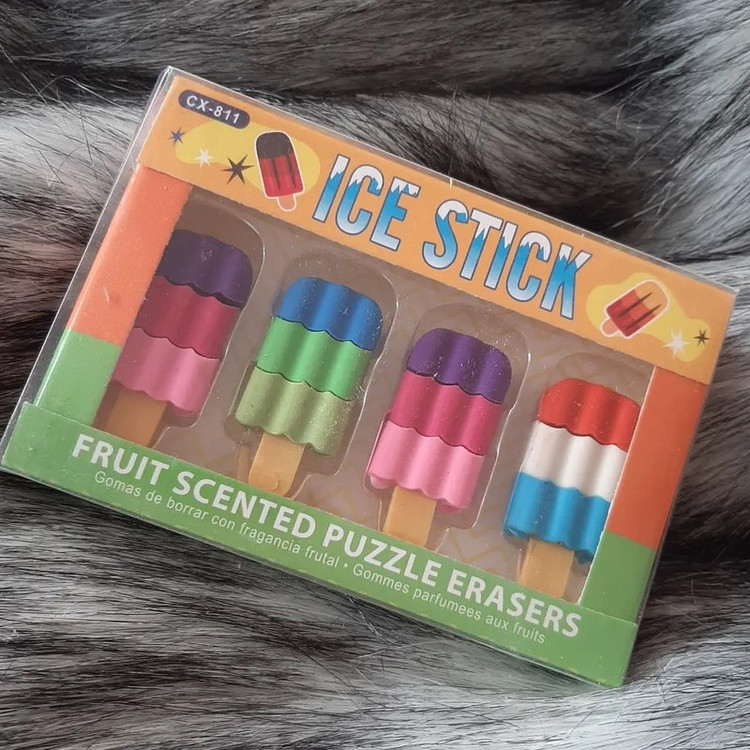 CX-811
ICE STICK
FRUIT SCENTED PUZZLE ERASERS
Gomas de borrar con fragancia frutal • Gommes parfumees aux fruits